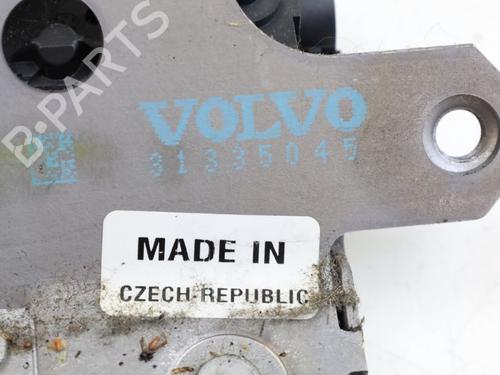 B-PARTS
VOLVO
31335045
MADE IN
CZECH REPUBLIC